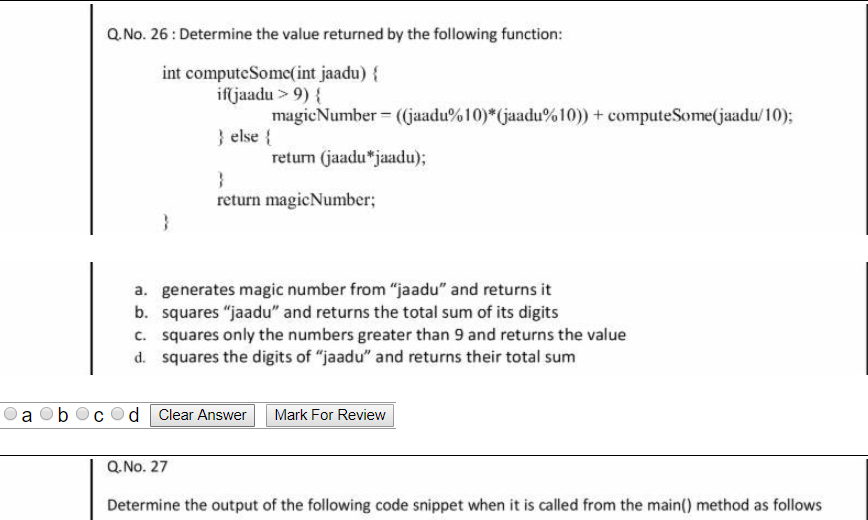 Q.No. 26 : Determine the value returned by the following function:
int computeSome(int jaadu) {
if(jaadu > 9) {
magicNumber = ((jaadu%10)*(jaadu%10)) + computeSome(jaadu/10);
} else {
return (jaadu*jaadu);
}
return magicNumber;
}
a. generates magic number from “jaadu” and returns it
b. squares “jaadu” and returns the total sum of its digits
c. squares only the numbers greater than 9 and returns the value
d. squares the digits of “jaadu” and returns their total sum
a b c d Clear Answer Mark For Review
Q.No. 27
Determine the output of the following code snippet when it is called from the main() method as follows